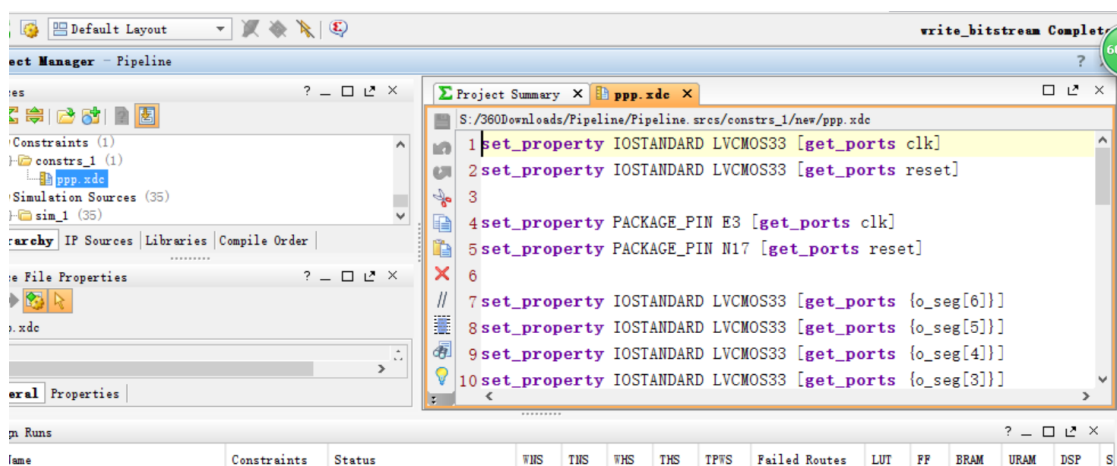 Default Layout
write_bitstream Complete
60
ect Manager - Pipeline
?
es
Project Summary
ppp.xdc
S:/360Downloads/Pipeline/Pipeline.srcs/constrs_1/new/ppp.xdc
Constraints (1)
constrs_1 (1)
ppp.xdc
Simulation Sources (35)
sim_1 (35)
rarchy IP Sources Libraries Compile Order
e File Properties
.xdc
eral Properties
1 set_property IOSTANDARD LVCMOS33 [get_ports clk]
2 set_property IOSTANDARD LVCMOS33 [get_ports reset]
3
4 set_property PACKAGE_PIN E3 [get_ports clk]
5 set_property PACKAGE_PIN N17 [get_ports reset]
6
7 set_property IOSTANDARD LVCMOS33 [get_ports {o_seg[6]}]
8 set_property IOSTANDARD LVCMOS33 [get_ports {o_seg[5]}]
9 set_property IOSTANDARD LVCMOS33 [get_ports {o_seg[4]}]
10 set_property IOSTANDARD LVCMOS33 [get_ports {o_seg[3]}]
gn Runs
Name Constraints Status WNS TNS WHS THS TPWS Failed Routes LUT FF BRAM URAM DSP S